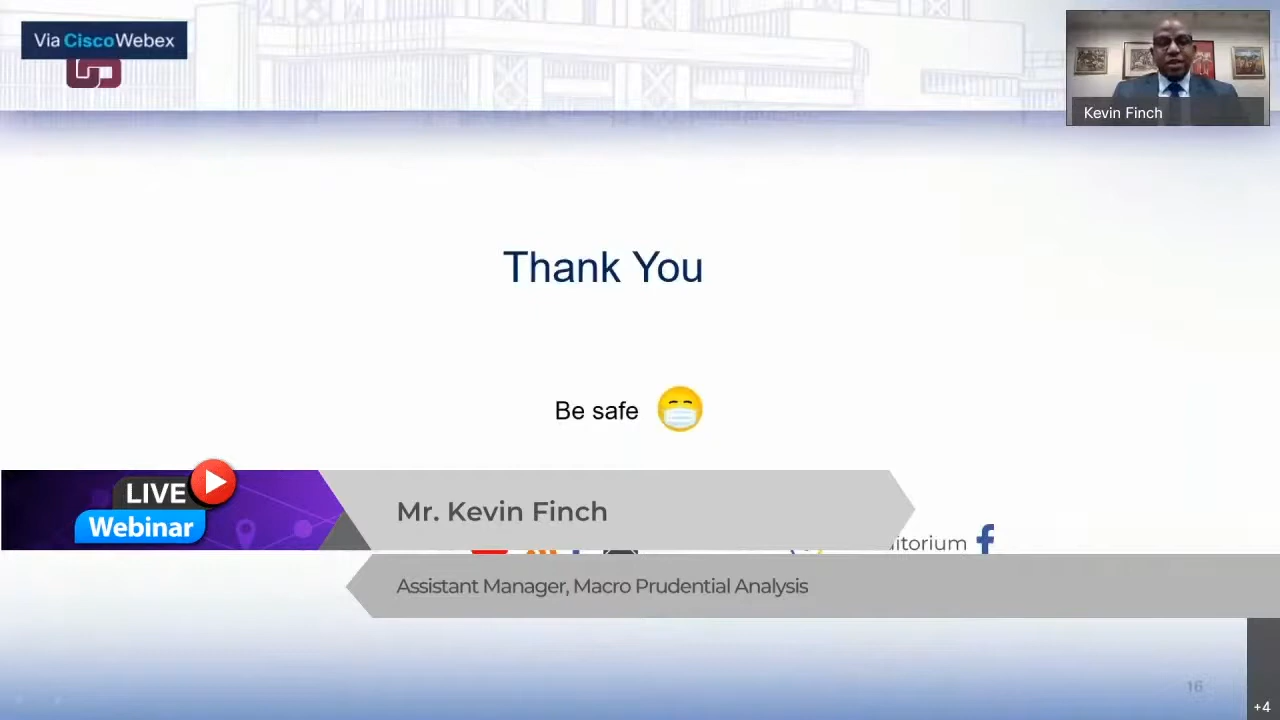 Via CiscoWebex
Kevin Finch
Thank You
Be safe
LIVE
Webinar
Mr. Kevin Finch
itorium
Assistant Manager, Macro Prudential Analysis
16
+4